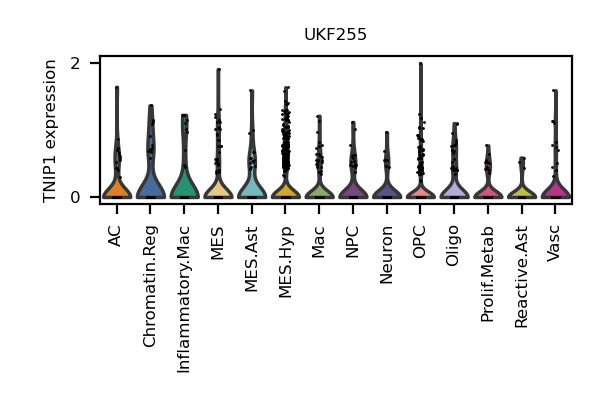 UKF255
TNIP1 expression
2
0
AC
Chromatin.Reg
Inflammatory.Mac
MES
MES.Ast
MES.Hyp
Mac
NPC
Neuron
OPC
Oligo
Prolif.Metab
Reactive.Ast
Vasc